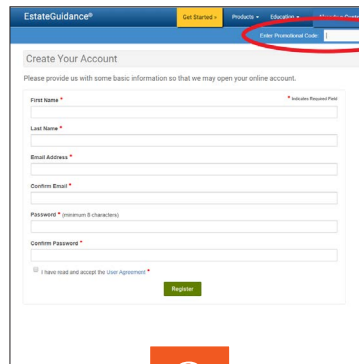 EstateGuidance®
Get Started »
Products
Education
Enter Promotional Code:
Create Your Account
Please provide us with some basic information so that we may open your online account.
First Name *
* Indicates Required Field
Last Name *
Email Address *
Confirm Email *
Password * (minimum 8 characters)
Confirm Password *
I have read and accept the User Agreement *
Register